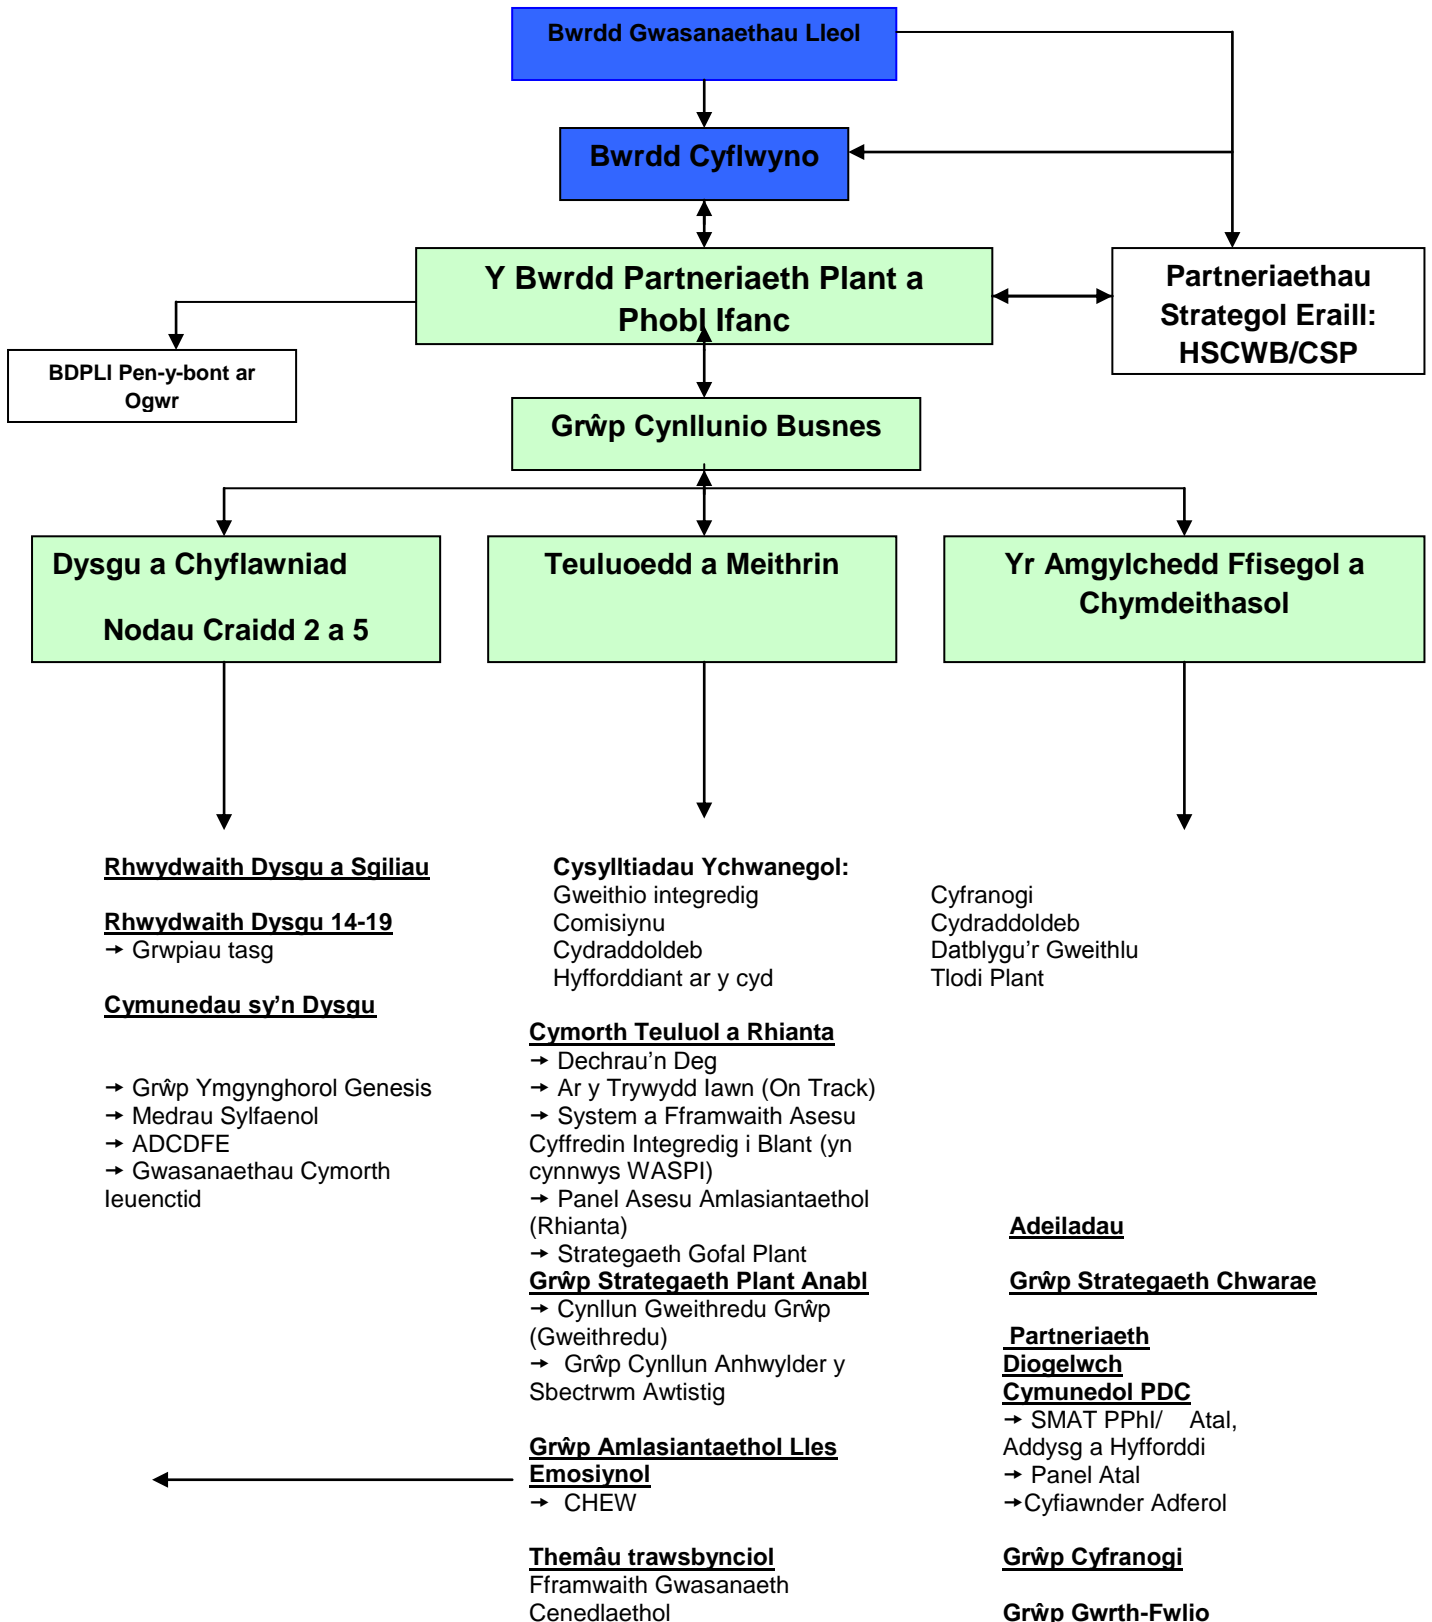 Bwrdd Gwasanaethau Lleol
Bwrdd Cyflwyno
Y Bwrdd Partneriaeth Plant a
Phobl Ifanc
Partneriaethau
Strategol Eraill:
HSCWB/CSP
BDPLl Pen-y-bont ar
Ogwr
Grŵp Cynllunio Busnes
Dysgu a Chyflawniad
Nodau Craidd 2 a 5
Teuluoedd a Meithrin
Yr Amgylchedd Ffisegol a
Chymdeithasol
Rhwydwaith Dysgu a Sgiliau
Rhwydwaith Dysgu 14-19
→ Grwpiau tasg
Cymunedau sy'n Dysgu
→ Grŵp Ymgynghorol Genesis
→ Medrau Sylfaenol
→ ADCDFE
→ Gwasanaethau Cymorth
Ieuenctid
Cysylltiadau Ychwanegol:
Gweithio integredig
Comisiynu
Cydraddoldeb
Hyfforddiant ar y cyd
Cyfranogi
Cydraddoldeb
Datblygu'r Gweithlu
Tlodi Plant
Cymorth Teuluol a Rhianta
→ Dechrau'n Deg
→ Ar y Trywydd Iawn (On Track)
→ System a Fframwaith Asesu
Cyffredin Integredig i Blant (yn
cynnwys WASPI)
→ Panel Asesu Amlasiantaethol
(Rhianta)
→ Strategaeth Gofal Plant
Grŵp Strategaeth Plant Anabl
→ Cynllun Gweithredu Grŵp
(Gweithredu)
→ Grŵp Cynllun Anhwylder y
Sbectrwm Awtistig
Grŵp Amlasiantaethol Lles
Emosiynol
→ CHEW
Themâu trawsbynciol
Fframwaith Gwasanaeth
Cenedlaethol
Adeiladau
Grŵp Strategaeth Chwarae
Partneriaeth
Diogelwch
Cymunedol PDC
→ SMAT PPhI/ Atal,
Addysg a Hyfforddi
→ Panel Atal
→Cyfiawnder Adferol
Grŵp Cyfranogi
Grŵp Gwrth-Fwlio